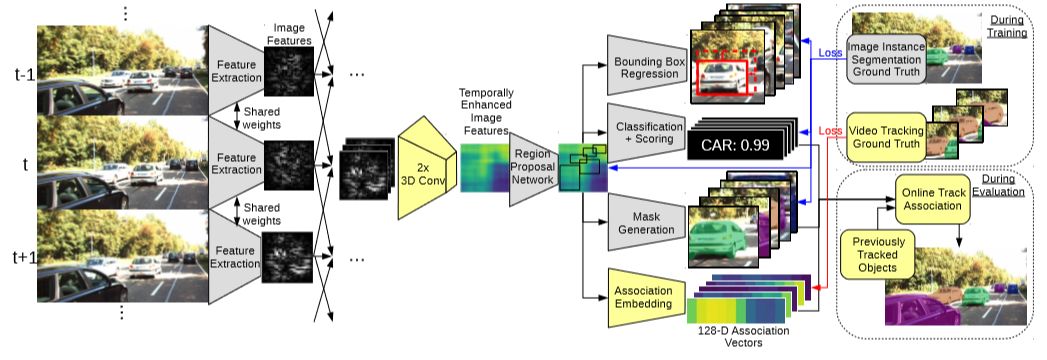 t-1
t
t+1
Feature
Extraction
Shared
weights
Feature
Extraction
Shared
weights
Feature
Extraction
Image
Features
...
...
2x
3D Conv
Temporally
Enhanced
Image
Features
Region
Proposal
Network
Bounding Box
Regression
Classification
+ Scoring
CAR: 0.99
Mask
Generation
Association
Embedding
128-D Association
Vectors
Loss
Loss
During
Training
Image Instance
Segmentation
Ground Truth
Video Tracking
Ground Truth
During
Evaluation
Online Track
Association
Previously
Tracked
Objects